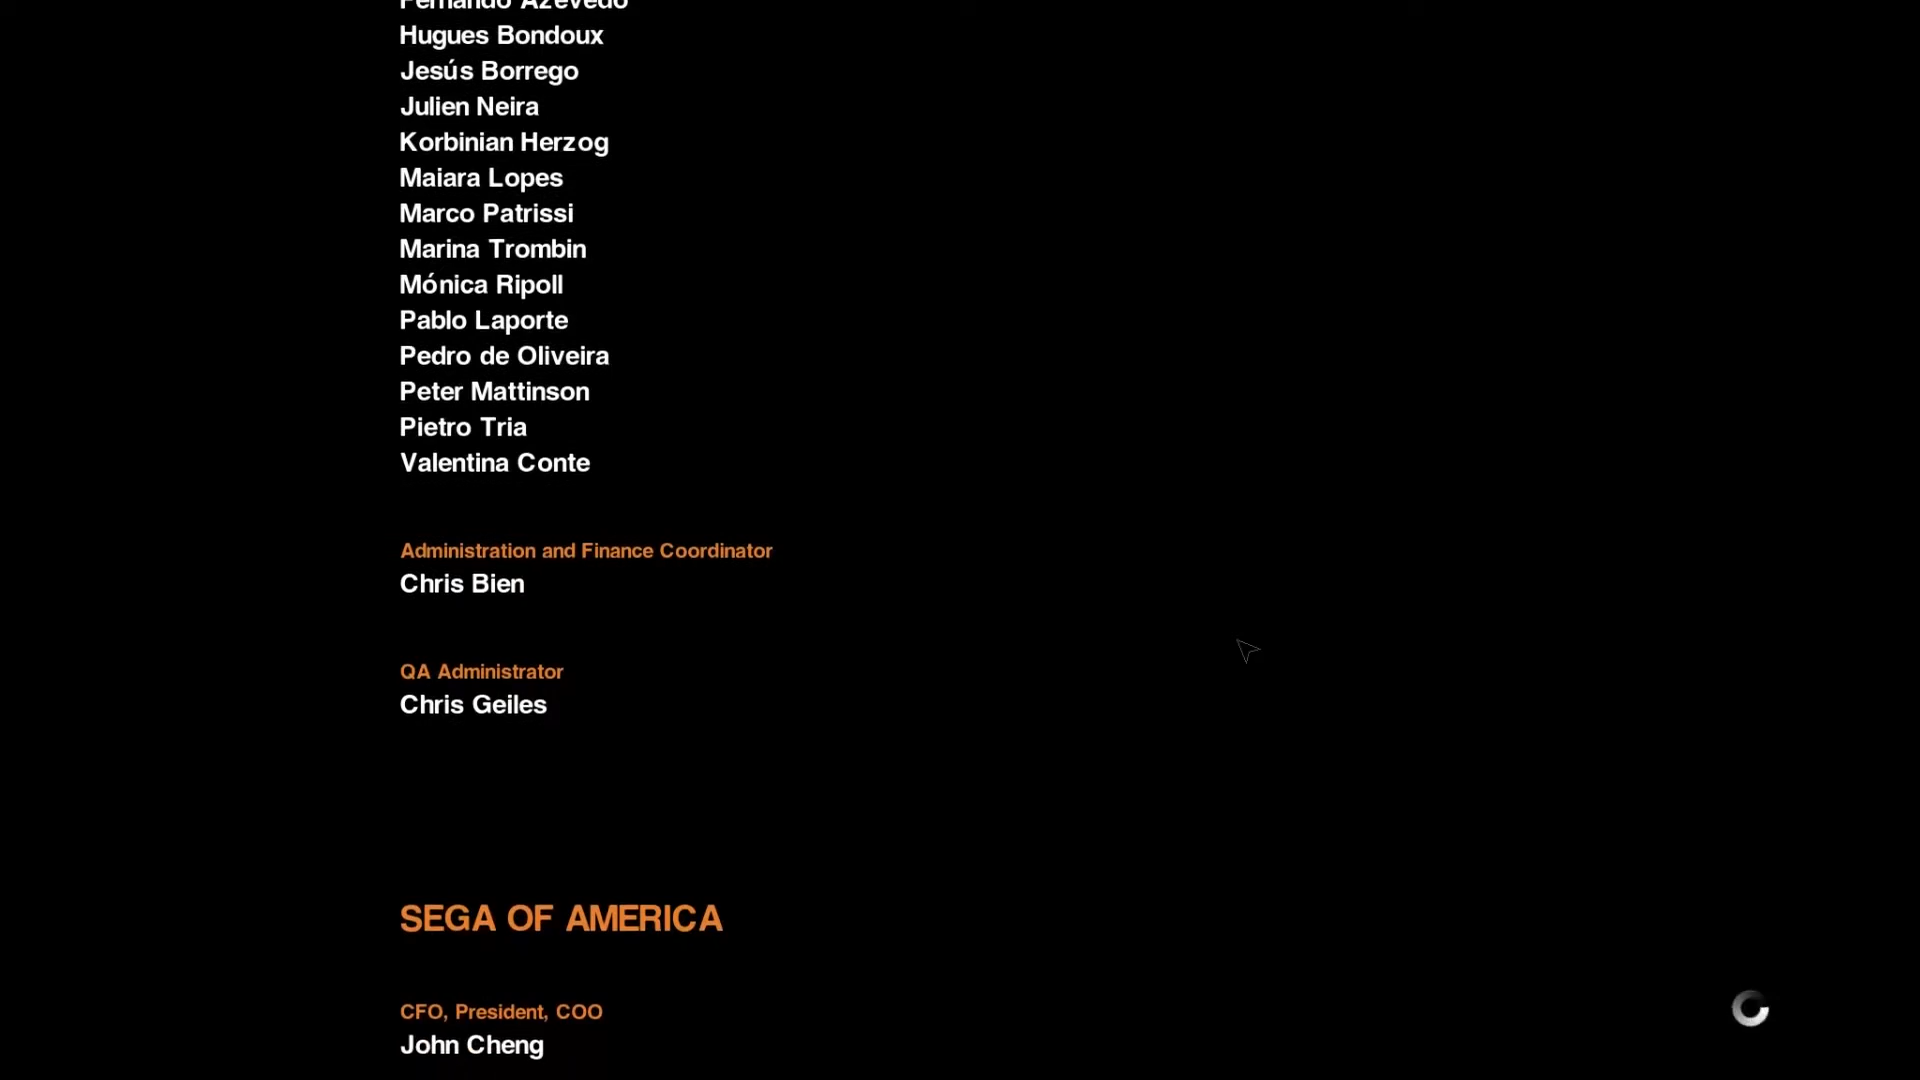 Fernando Azevedo
Hugues Bondoux
Jesús Borrego
Julien Neira
Korbinian Herzog
Maiara Lopes
Marco Patrissi
Marina Trombin
Mónica Ripoll
Pablo Laporte
Pedro de Oliveira
Peter Mattinson
Pietro Tria
Valentina Conte
Administration and Finance Coordinator
Chris Bien
QA Administrator
Chris Geiles
SEGA OF AMERICA
CFO, President, COO
John Cheng